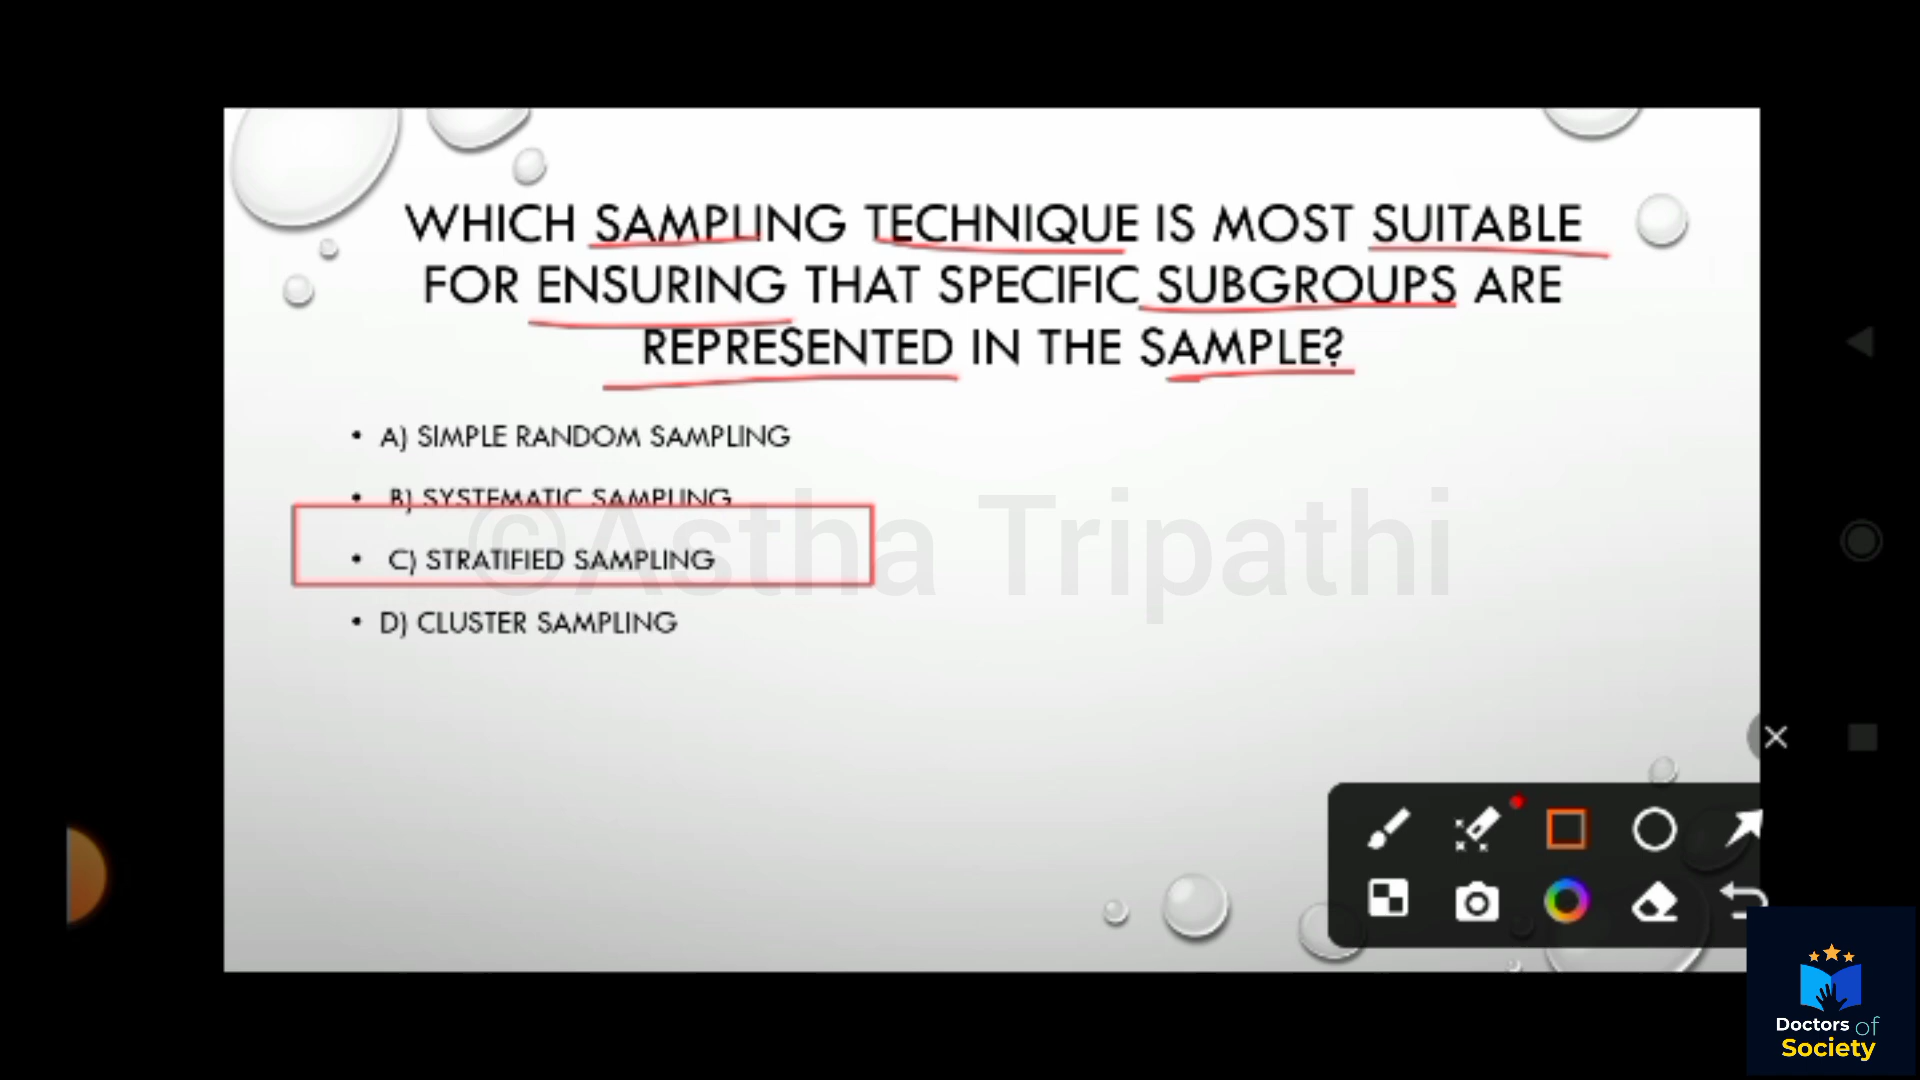 WHICH SAMPLING TECHNIQUE IS MOST SUITABLE
FOR ENSURING THAT SPECIFIC SUBGROUPS ARE
REPRESENTED IN THE SAMPLE?
• A) SIMPLE RANDOM SAMPLING
• B) SYSTEMATIC SAMPLING
• C) STRATIFIED SAMPLING
• D) CLUSTER SAMPLING
©Astha Tripathi
Doctors of
Society